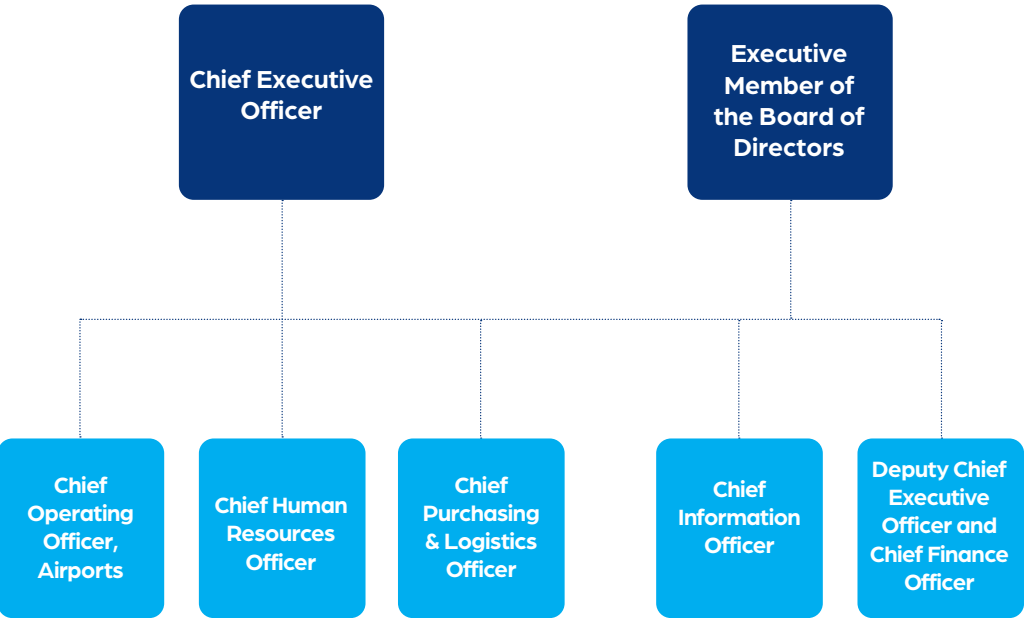 Chief Executive
Officer
Executive
Member of
the Board of
Directors
Chief
Operating
Officer,
Airports
Chief Human
Resources
Officer
Chief
Purchasing
& Logistics
Officer
Chief
Information
Officer
Deputy Chief
Executive
Officer and
Chief Finance
Officer